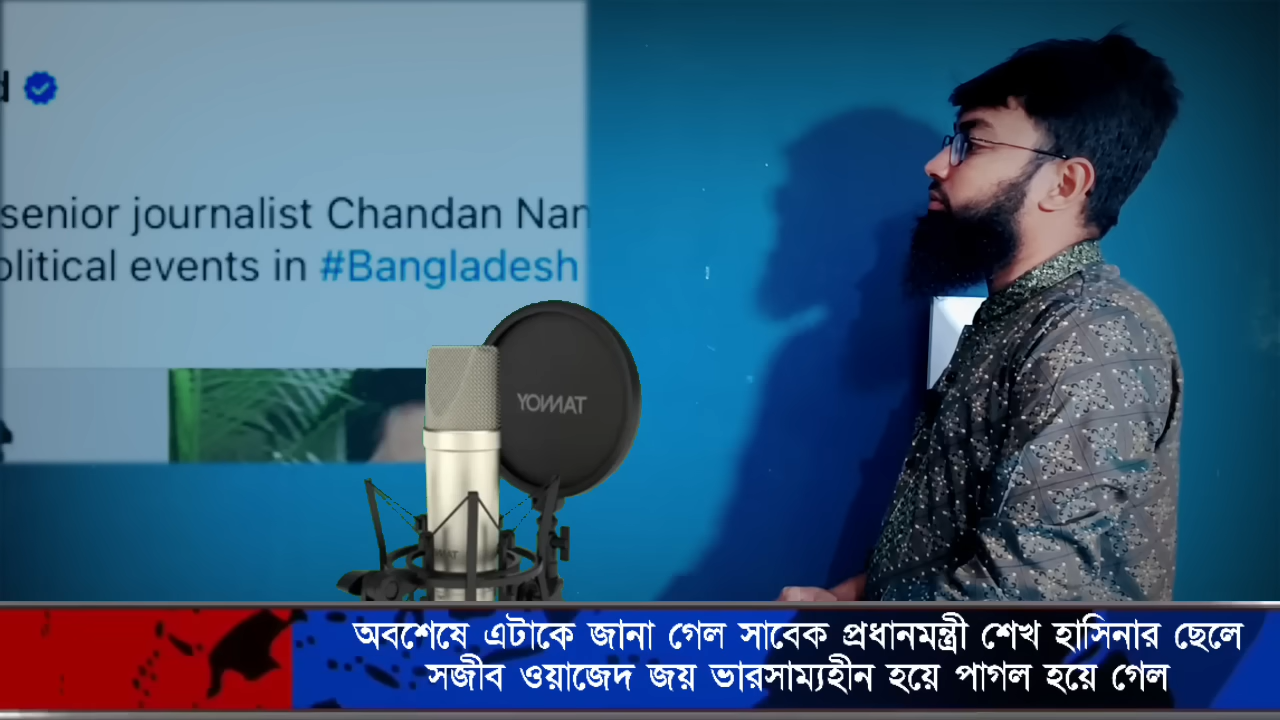 senior journalist Chandan Nan
olitical events in #Bangladesh
YOMAT
অবশেষে এটাকে জানা গেল সাবেক প্রধানমন্ত্রী শেখ হাসিনার ছেলে
সজীব ওয়াজেদ জয় ভারসাম্যহীন হয়ে পাগল হয়ে গেল